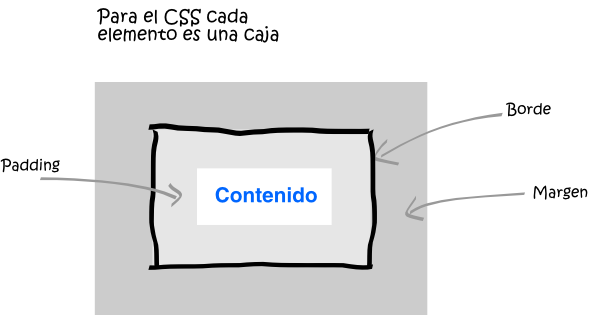 Para el CSS cada
elemento es una caja
Borde
Padding
Contenido
Margen